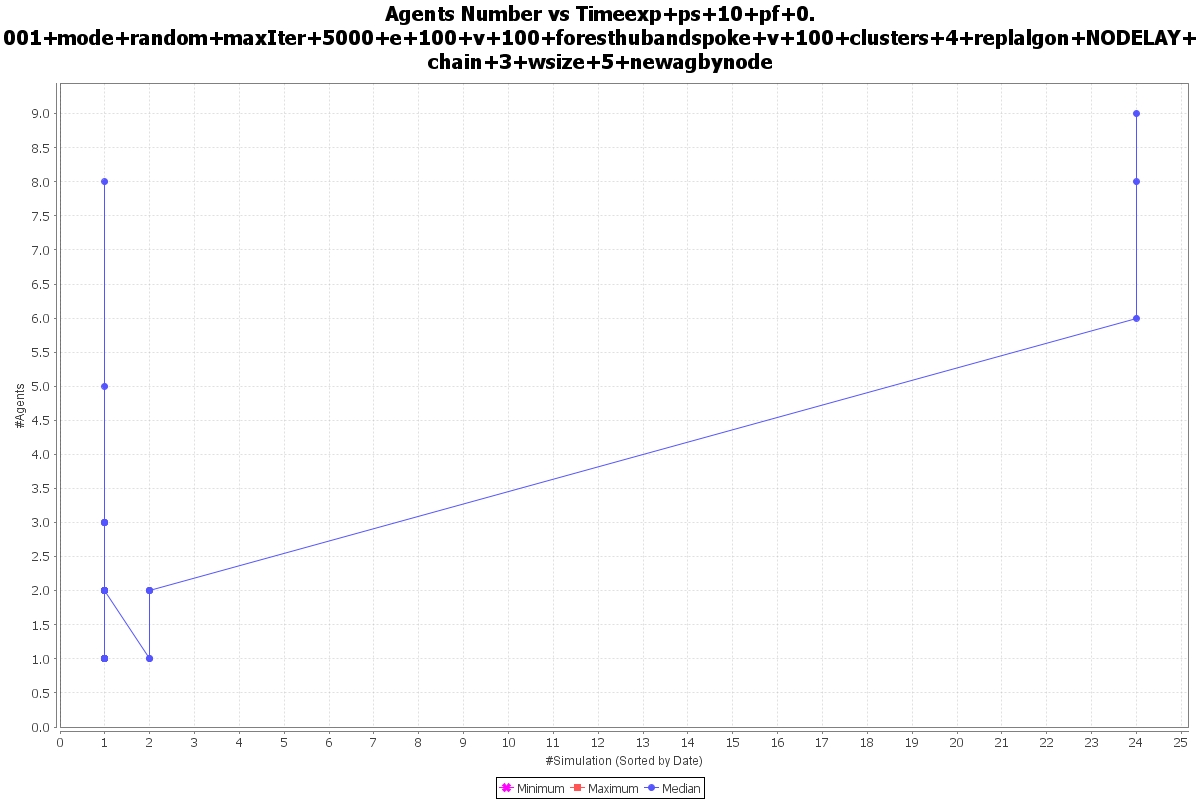 Agents Number vs Timeexp+ps+10+pf+0.
001+mode+random+maxIter+5000+e+100+v+100+foresthubandspoke+v+100+clusters+4+replalgon+NODELAY+
chain+3+wsize+5+newagbynode
9.0
8.5
8.0
7.5
7.0
6.5
6.0
5.5
5.0
4.5
4.0
3.5
3.0
2.5
2.0
1.5
1.0
0.5
0.0
#Agents
0 1 2 3 4 5 6 7 8 9 10 11 12 13 14 15 16 17 18 19 20 21 22 23 24 25
#Simulation (Sorted by Date)
Minimum Maximum Median